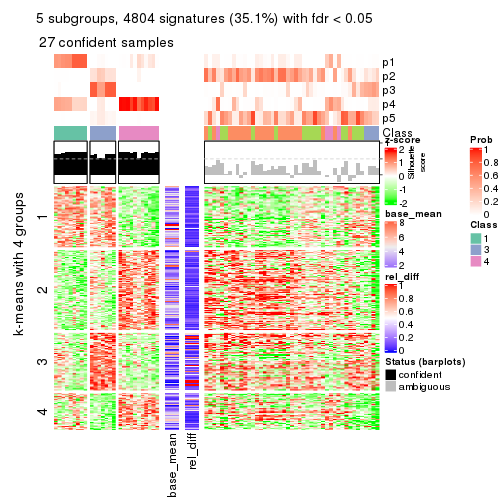 5 subgroups, 4804 signatures (35.1%) with fdr < 0.05
27 confident samples
p1
p2
p3
p4
p5
Class
Silhouette
score
k-means with 4 groups
1
2
3
4
base_mean
rel_diff
z-score
2
1
0
-1
-2
base_mean
8
6
4
2
rel_diff
1
0.8
0.6
0.4
0.2
0
Status (barplots)
confident
ambiguous
Prob
1
0.8
0.6
0.4
0.2
0
Class
1
3
4